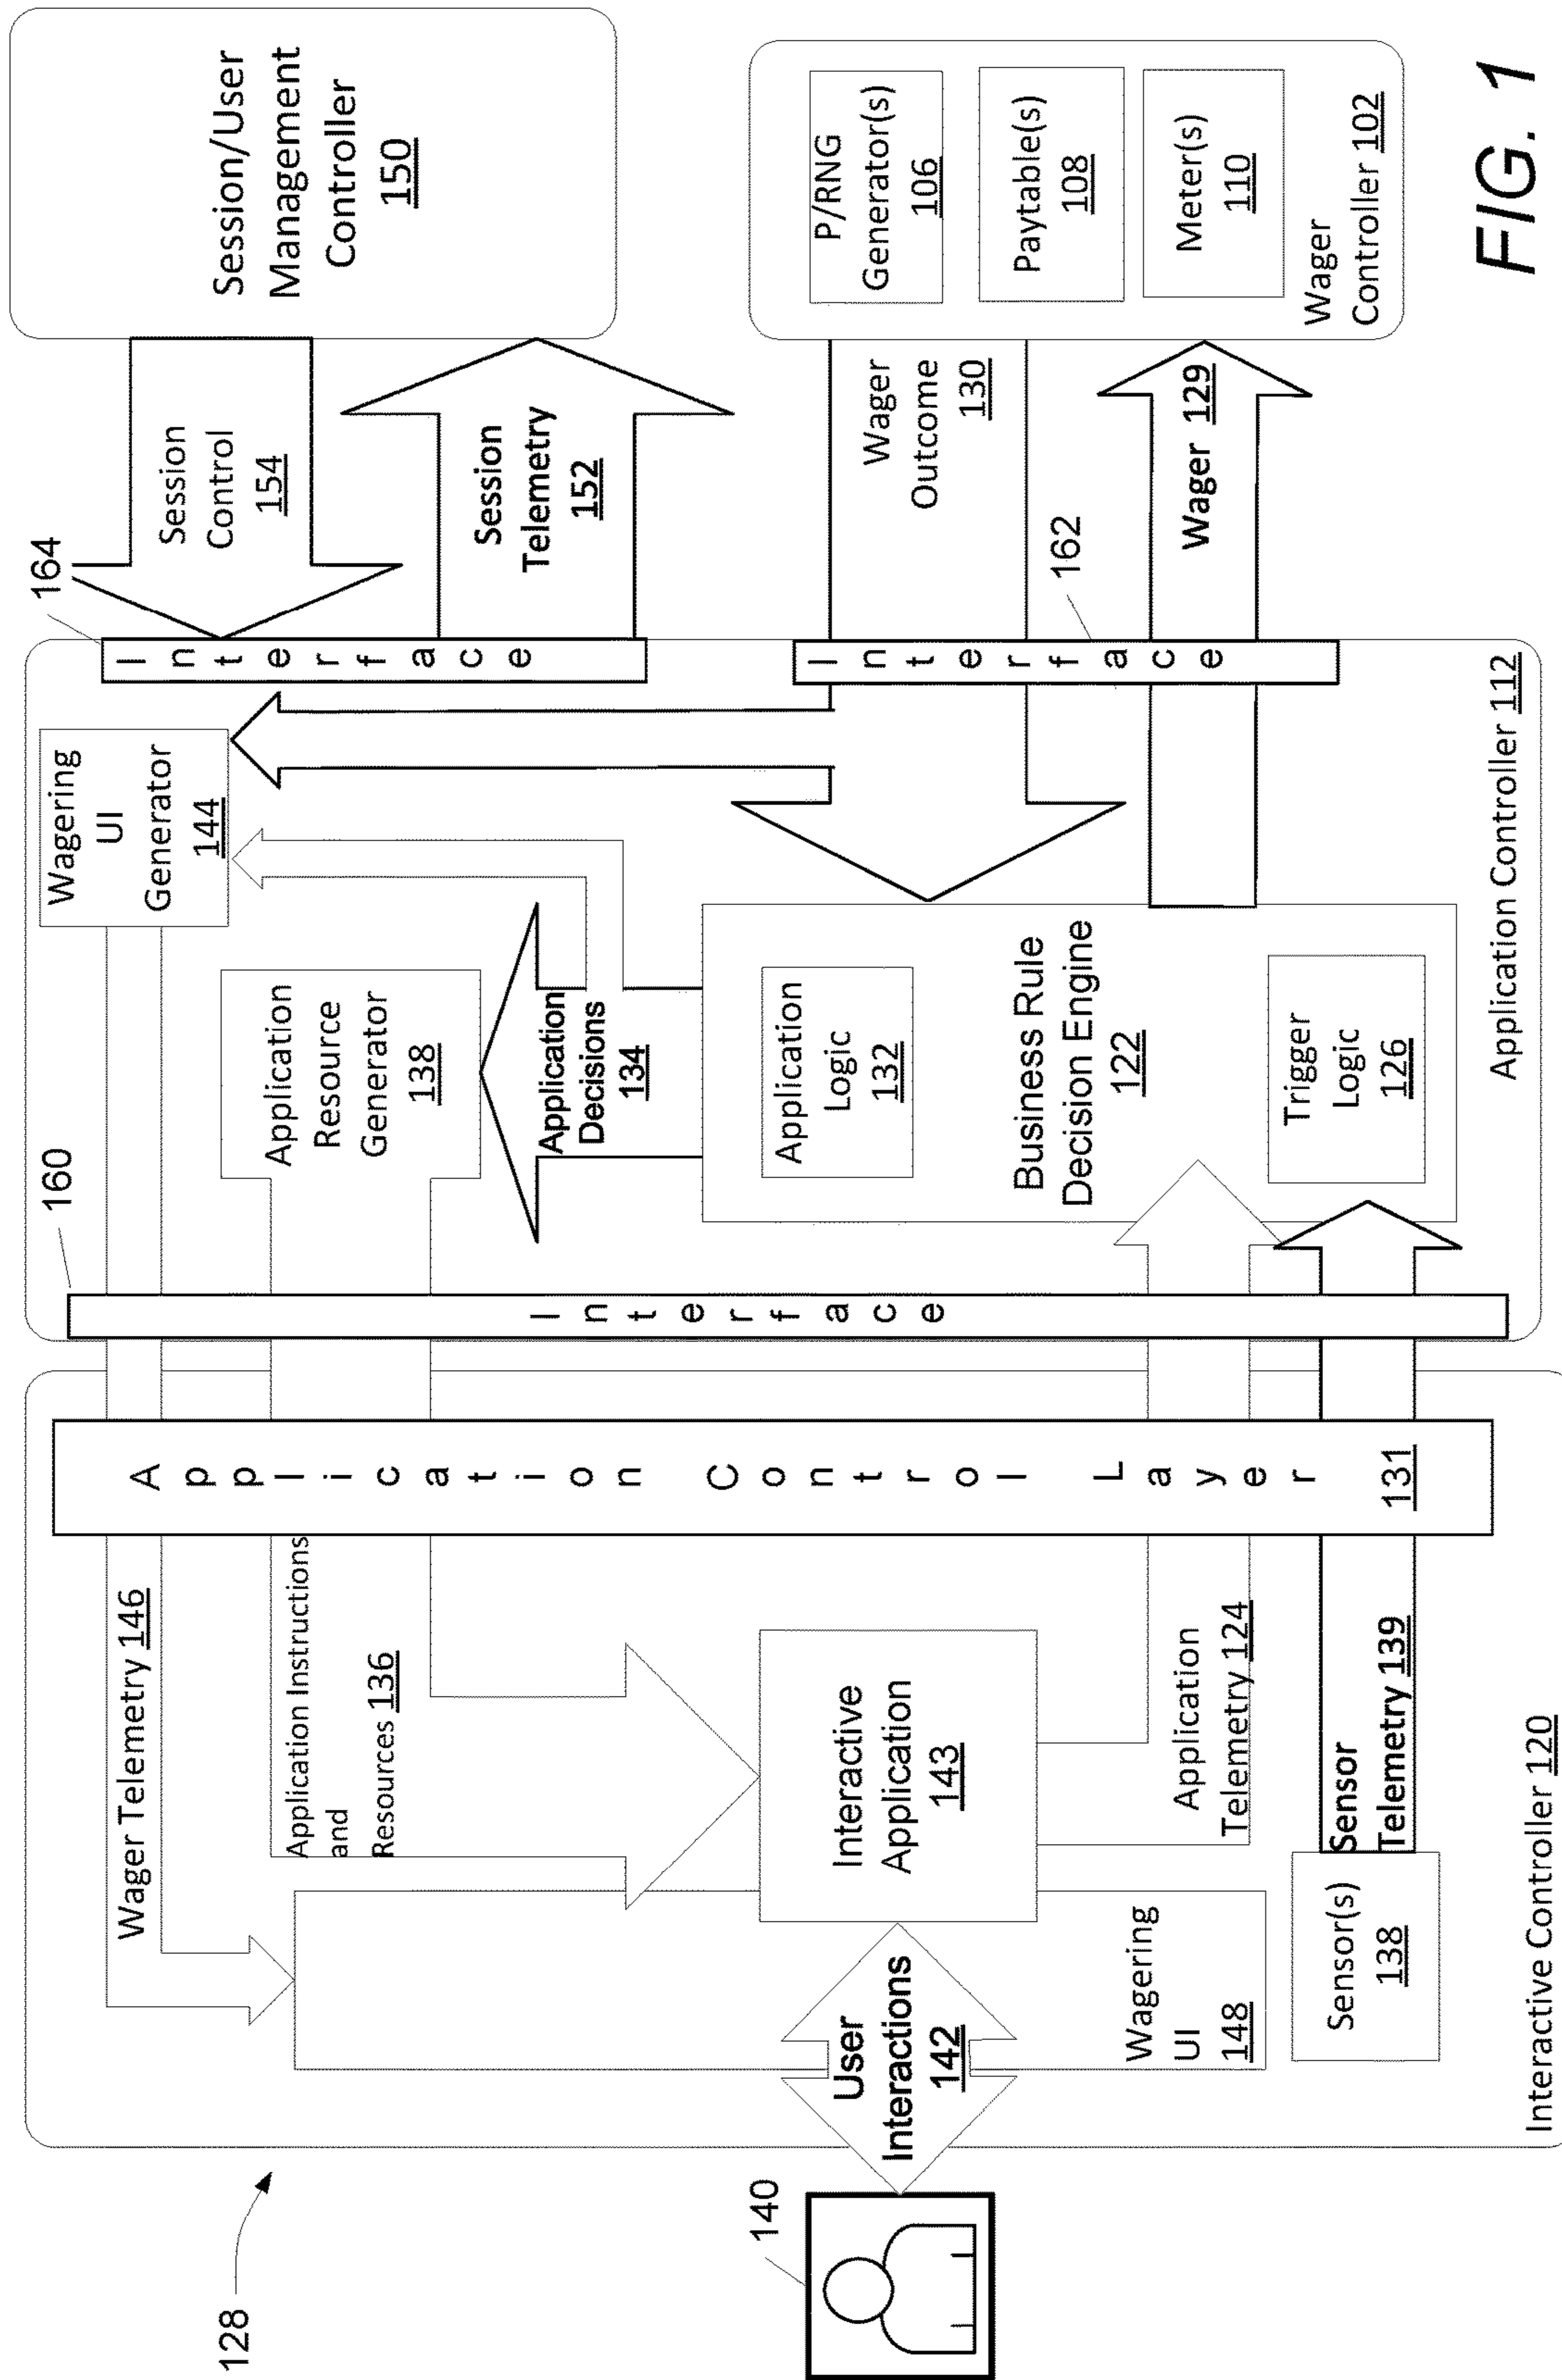 128
140
User
Interactions
142
Interactive Controller 120
Wager Telemetry 146
Application Instructions
and
Resources 136
Interactive
Application
143
Wagering
UI
148
Application
Telemetry 124
Sensor(s)
138
Sensor
Telemetry 139
Application Control Layer
131
160
Interface
Application Controller 112
Wagering
UI
Generator
144
Application
Resource
Generator
138
Application
Decisions
134
Application
Logic
132
Business Rule
Decision Engine
122
Trigger
Logic
126
164
Interface
162
Interface
Session
Control
154
Session
Telemetry
152
Wager
Outcome
130
Wager 129
Session/User
Management
Controller
150
P/RNG
Generator(s)
106
Paytable(s)
108
Meter(s)
110
Wager
Controller 102
FIG. 1